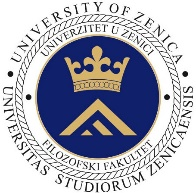 UNIVERSITY OF ZENICA
UNIVERZITET U ZENICI
FILOZOFSKI FAKULTET
UNIVERSITAS STUDIORUM ZENICAENSIS